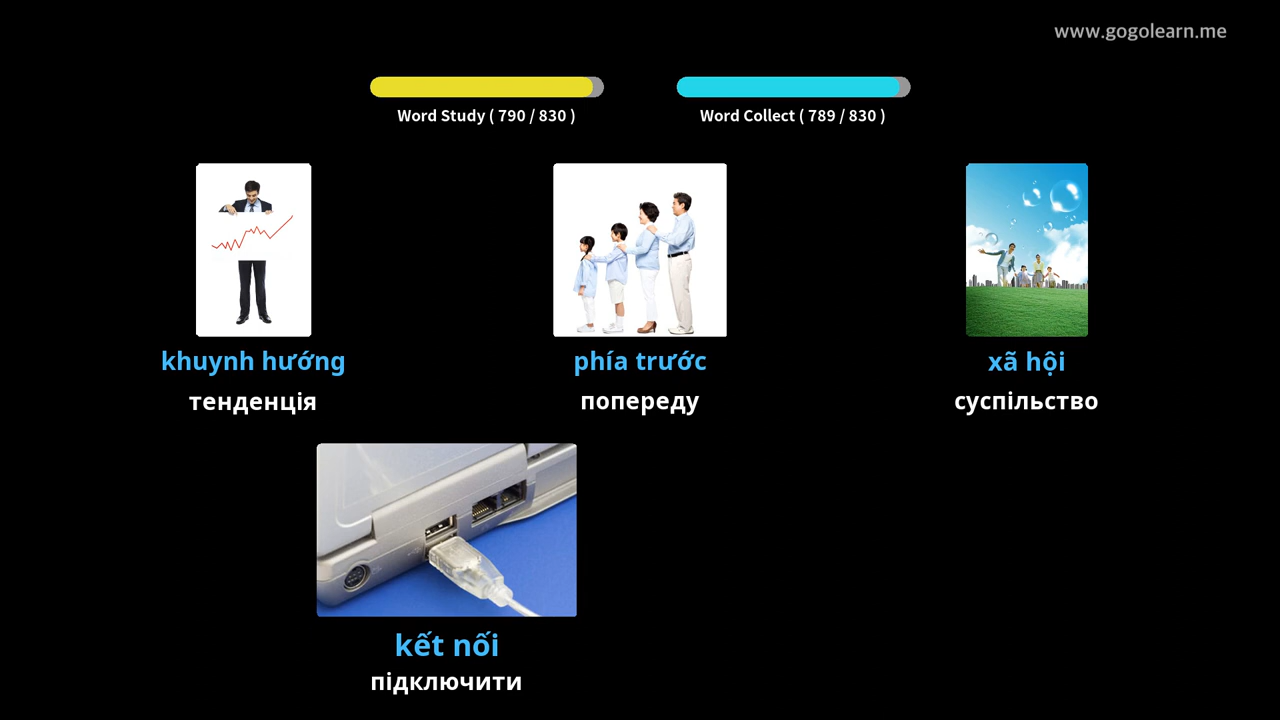 www.gogolearn.me
Word Study ( 790 / 830 )
Word Collect ( 789 / 830 )
khuynh hướng
тенденція
phía trước
попереду
xã hội
суспільство
kết nối
підключити